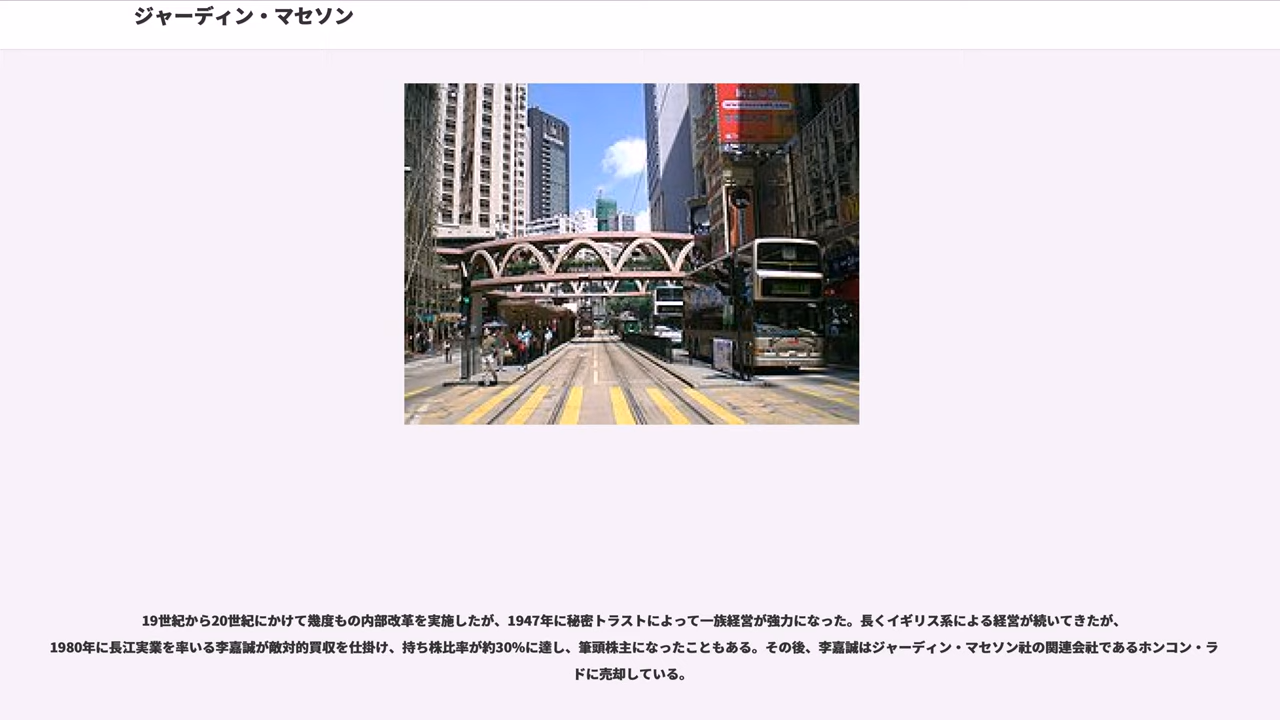 ジャーディン・マセソン
19世紀から20世紀にかけて幾度もの内部改革を実施したが、1947年に秘密トラストによって一族経営が強力になった。長くイギリス系による経営が続いてきたが、
1980年に長江実業を率いる李嘉誠が敵対的買収を仕掛け、持ち株比率が約30%に達し、筆頭株主になったこともある。その後、李嘉誠はジャーディン・マセソン社の関連会社であるホンコン・ラ
ドに売却している。